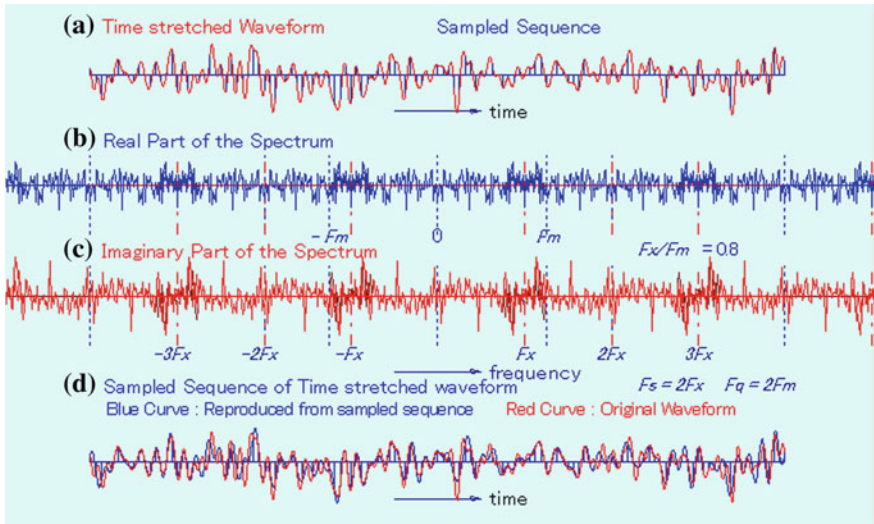 (a) Time stretched Waveform Sampled Sequence
time
(b) Real Part of the Spectrum
-Fm 0 Fm
(c) Imaginary Part of the Spectrum Fx/Fm = 0.8
-3Fx -2Fx -Fx Fx 2Fx 3Fx
frequency
(d) Sampled Sequence of Time stretched waveform Fs = 2Fx Fq = 2Fm
Blue Curve : Reproduced from sampled sequence Red Curve : Original Waveform
time